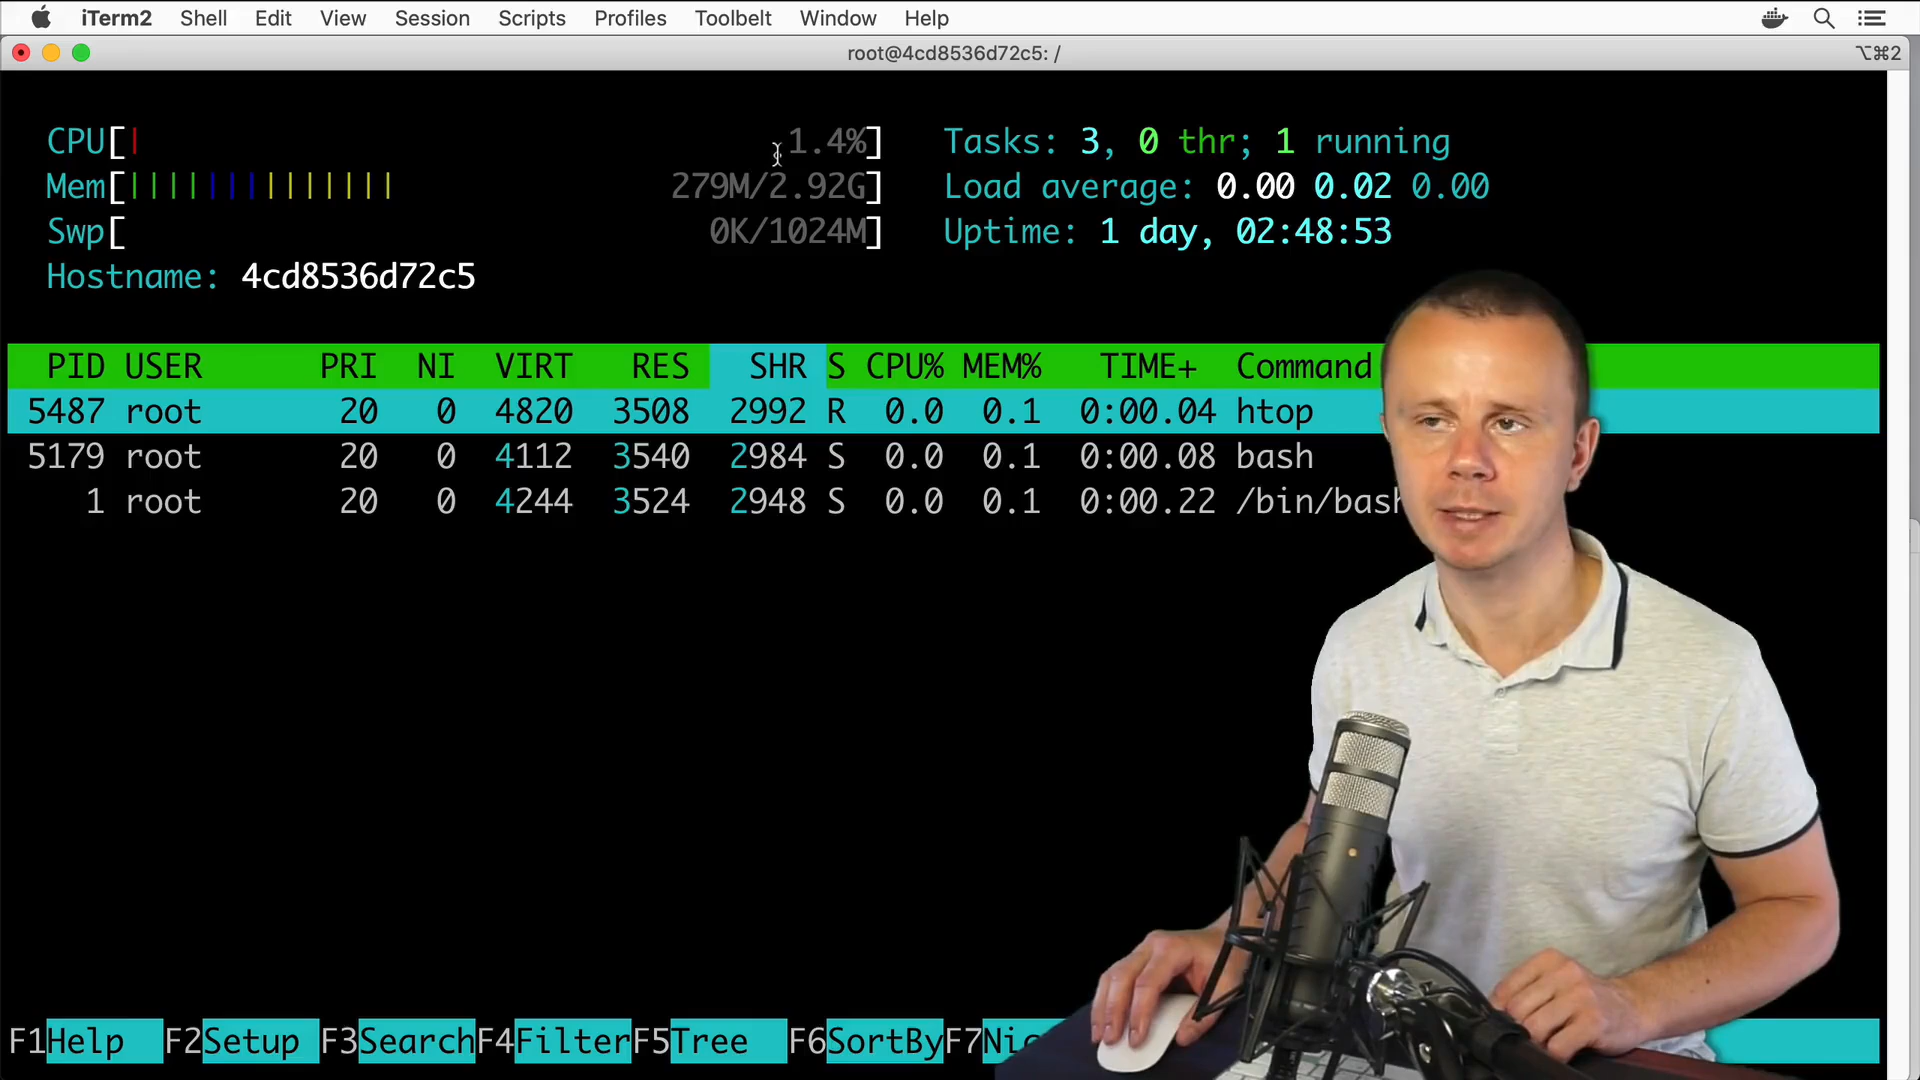 iTerm2 Shell Edit View Session Scripts Profiles Toolbelt Window Help
root@4cd8536d72c5: / ⌥⌘2
CPU[| 1.4%] Tasks: 3, 0 thr; 1 running
Mem[|||||||||||||| 279M/2.92G] Load average: 0.00 0.02 0.00
Swp[ 0K/1024M] Uptime: 1 day, 02:48:53
Hostname: 4cd8536d72c5
PID USER PRI NI VIRT RES SHR S CPU% MEM% TIME+ Command
5487 root 20 0 4820 3508 2992 R 0.0 0.1 0:00.04 htop
5179 root 20 0 4112 3540 2984 S 0.0 0.1 0:00.08 bash
1 root 20 0 4244 3524 2948 S 0.0 0.1 0:00.22 /bin/bash
F1Help F2Setup F3Search F4Filter F5Tree F6SortBy F7Nic